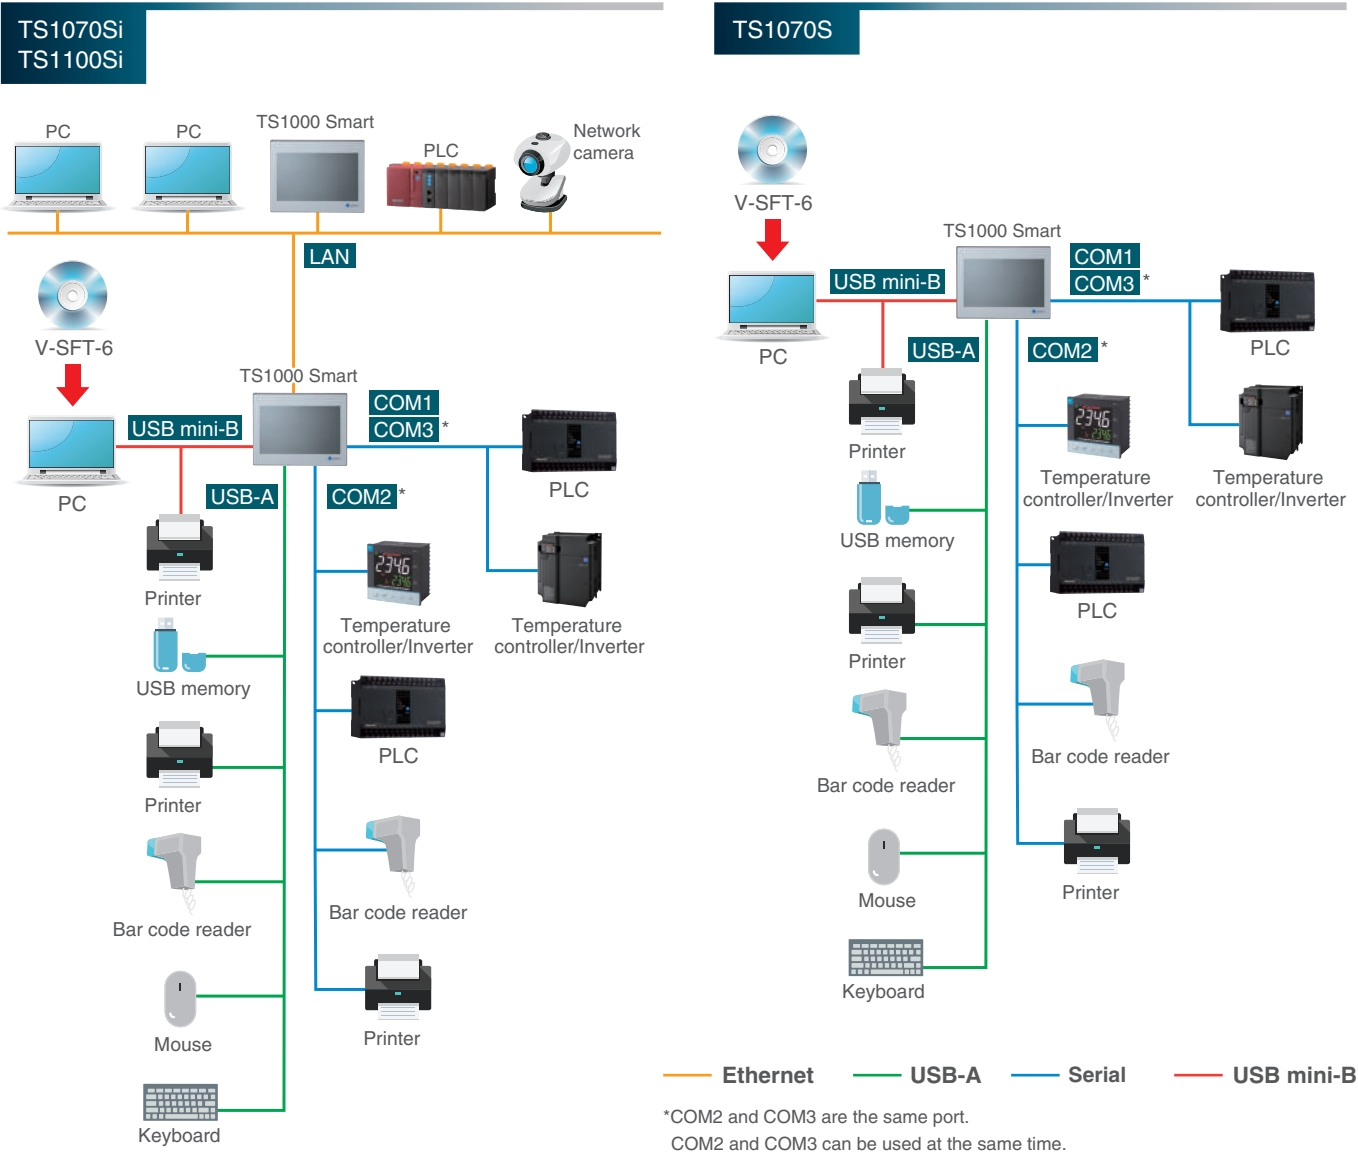 TS1070Si
TS1100Si
PC
PC
TS1000 Smart
PLC
Network
camera
LAN
V-SFT-6
TS1000 Smart
COM1
COM3 *
USB mini-B
PC
USB-A
COM2 *
PLC
Printer
Temperature
controller/Inverter
Temperature
controller/Inverter
USB memory
PLC
Printer
Bar code reader
Bar code reader
Mouse
Printer
Keyboard
TS1070S
V-SFT-6
TS1000 Smart
COM1
COM3 *
USB mini-B
PC
USB-A
COM2 *
PLC
Printer
Temperature
controller/Inverter
Temperature
controller/Inverter
USB memory
PLC
Printer
Bar code reader
Bar code reader
Mouse
Printer
Keyboard
Ethernet
USB-A
Serial
USB mini-B
*COM2 and COM3 are the same port.
COM2 and COM3 can be used at the same time.